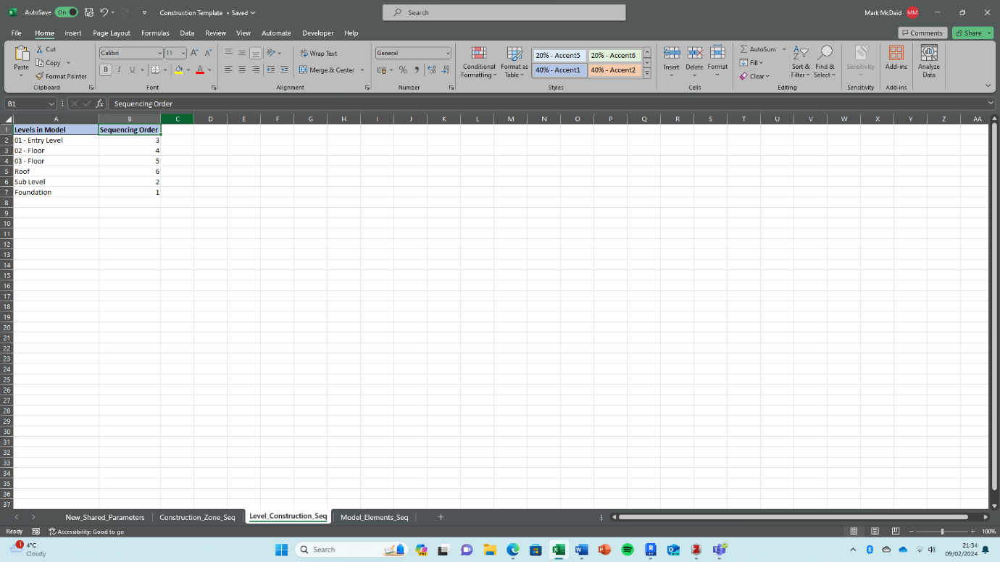 AutoSave On Construction Template • Saved Search Mark McDaid MM
File Home Insert Page Layout Formulas Data Review View Automate Developer Help Comments Share
Paste Cut Copy Format Painter Clipboard
Calibri 11 B I U A Font
Wrap Text Merge & Center Alignment
General % Number
Conditional Formatting Format as Table 20% - Accent5 20% - Accent6 40% - Accent1 40% - Accent2 Styles
Insert Delete Format Cells
AutoSum Fill Clear Sort & Filter Find & Select Editing
Sensitivity Sensitivity
Add-ins Add-ins
Analyze Data
B1 fx Sequencing Order
A B C D E F G H I J K L M N O P Q R S T U V W X Y Z AA
1 Levels in Model Sequencing Order
2 01 - Entry Level 3
3 02 - Floor 4
4 03 - Floor 5
5 Roof 6
6 Sub Level 2
7 Foundation 1
8
9
10
11
12
13
14
15
16
17
18
19
20
21
22
23
24
25
26
27
28
29
30
31
32
33
34
35
36
37
New_Shared_Parameters Construction_Zone_Seq Level_Construction_Seq Model_Elements_Seq +
Ready Accessibility: Good to go 100%
1 4°C Search 21:34
Cloudy 09/02/2024